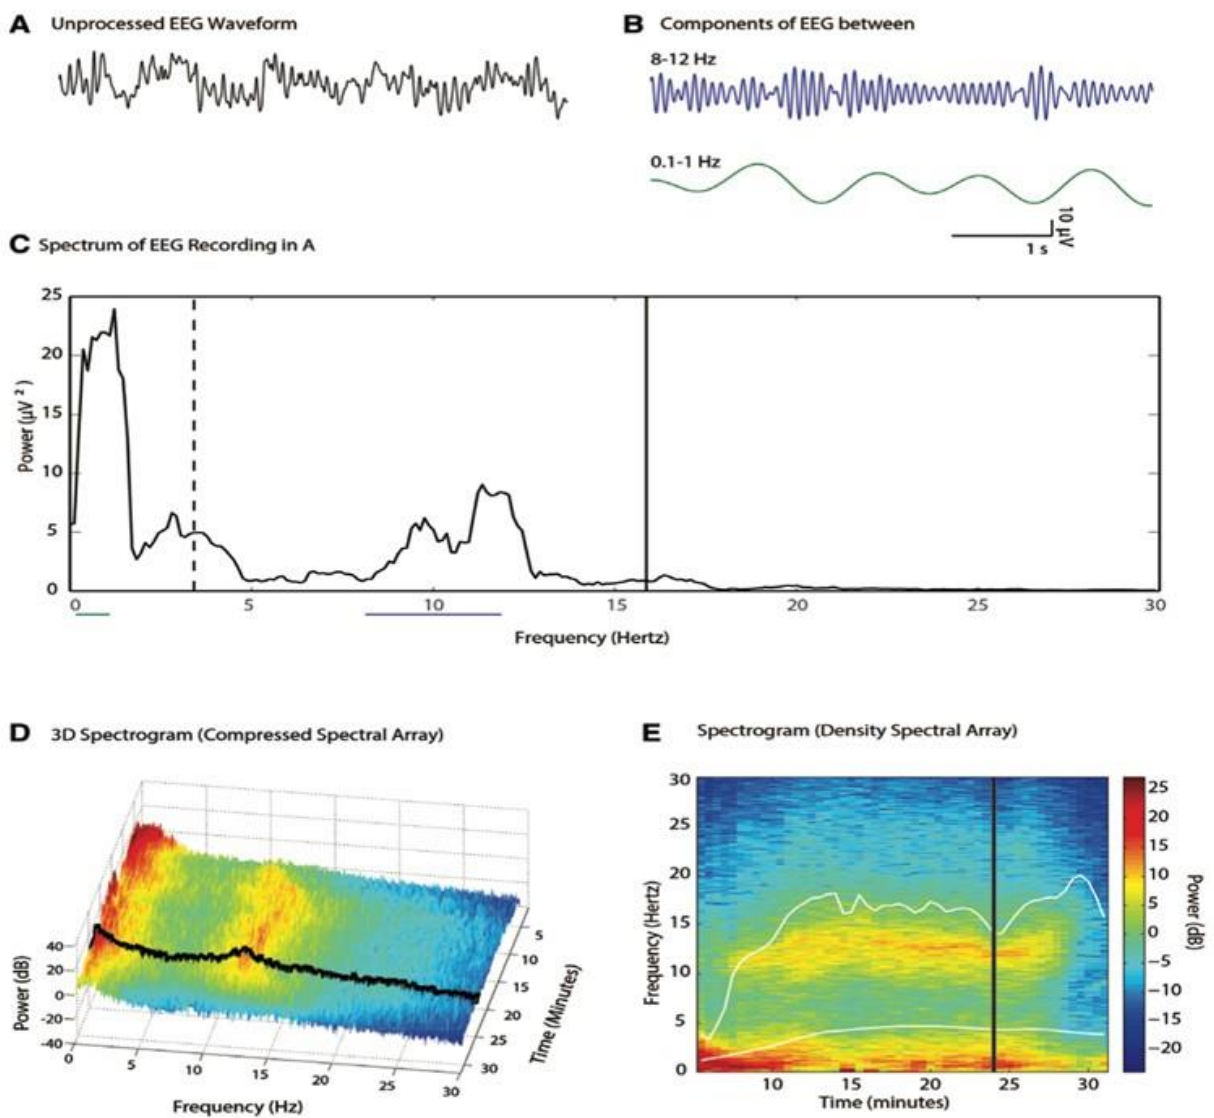 A Unprocessed EEG Waveform
B Components of EEG between
8-12 Hz
0.1-1 Hz
10 µV
1 s
C Spectrum of EEG Recording in A
25
20
15
10
5
0
Power (µV ²)
0 5 10 15 20 25 30
Frequency (Hertz)
D 3D Spectrogram (Compressed Spectral Array)
40
20
0
-20
-40
Power (dB)
0 5 10 15 20 25 30
Frequency (Hz)
5
10
15
20
25
30
Time (Minutes)
E Spectrogram (Density Spectral Array)
30
25
20
15
10
5
0
Frequency (Hertz)
10 15 20 25 30
Time (minutes)
25
20
15
10
5
0
−5
−10
−15
−20
Power (dB)